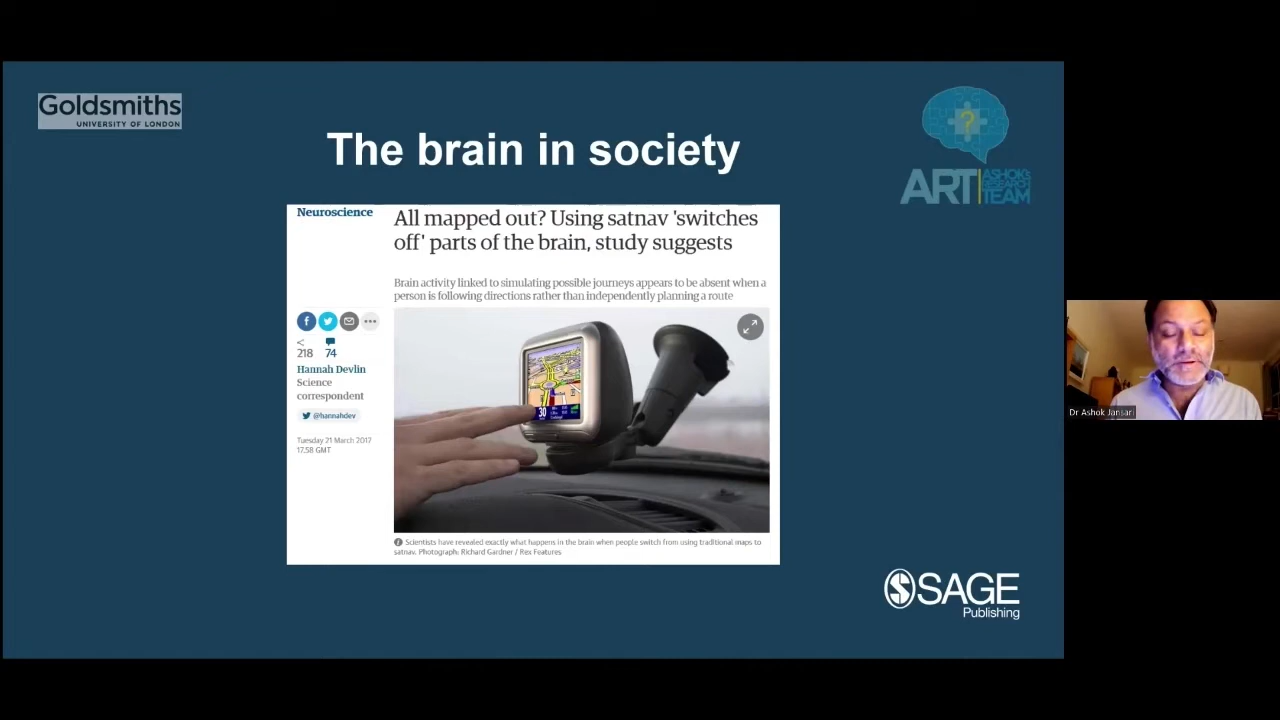 Goldsmiths
UNIVERSITY OF LONDON
The brain in society
?
ART
ASHOK'S
RESEARCH
TEAM
Neuroscience
All mapped out? Using satnav 'switches
off' parts of the brain, study suggests
Brain activity linked to simulating possible journeys appears to be absent when a
person is following directions rather than independently planning a route
218
74
Hannah Devlin
Science
correspondent
@hannahdev
Tuesday 21 March 2017
17.58 GMT
30
Scientists have revealed exactly what happens in the brain when people switch from using traditional maps to
satnav. Photograph: Richard Gardner / Rex Features
SAGE
Publishing
Dr Ashok Jansari